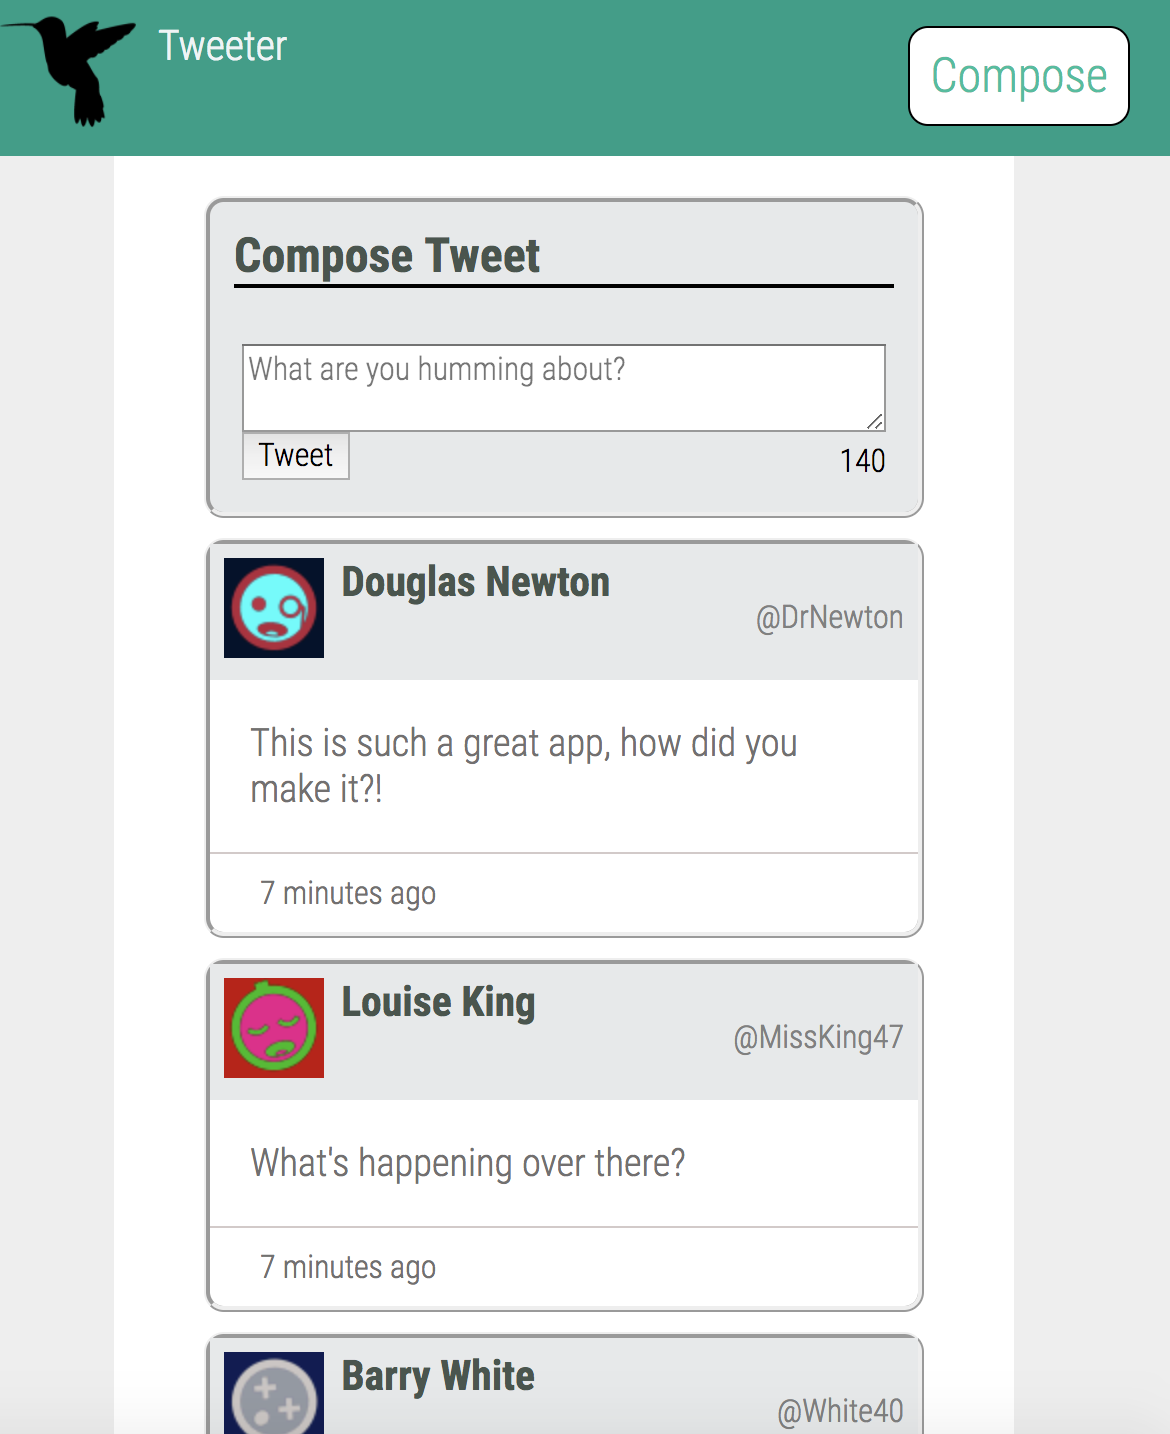 Tweeter
Compose
Compose Tweet
What are you humming about?
Tweet
140
Douglas Newton
@DrNewton
This is such a great app, how did you
make it?!
7 minutes ago
Louise King
@MissKing47
What's happening over there?
7 minutes ago
Barry White
@White40